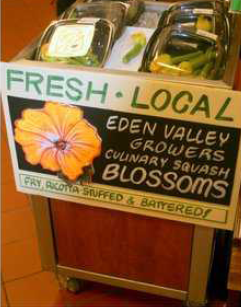 FRESH · LOCAL
EDEN VALLEY
GROWERS
CULINARY SQUASH
BLOSSOMS
FRY, RICOTTA STUFFED & BATTERED!